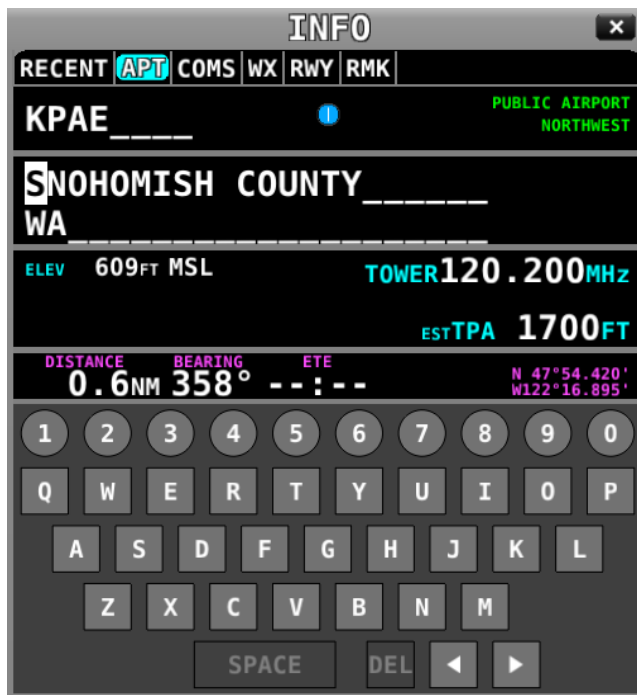 INFO
RECENT APT COMS WX RWY RMK
KPAE____
PUBLIC AIRPORT
NORTHWEST
SNOHOMISH COUNTY______
WA____________________
ELEV 609FT MSL
TOWER120.200MHz
ESTTPA 1700FT
DISTANCE BEARING ETE
0.6NM 358° --:--
N 47°54.420'
W122°16.895'
1 2 3 4 5 6 7 8 9 0
Q W E R T Y U I O P
A S D F G H J K L
Z X C V B N M
SPACE DEL